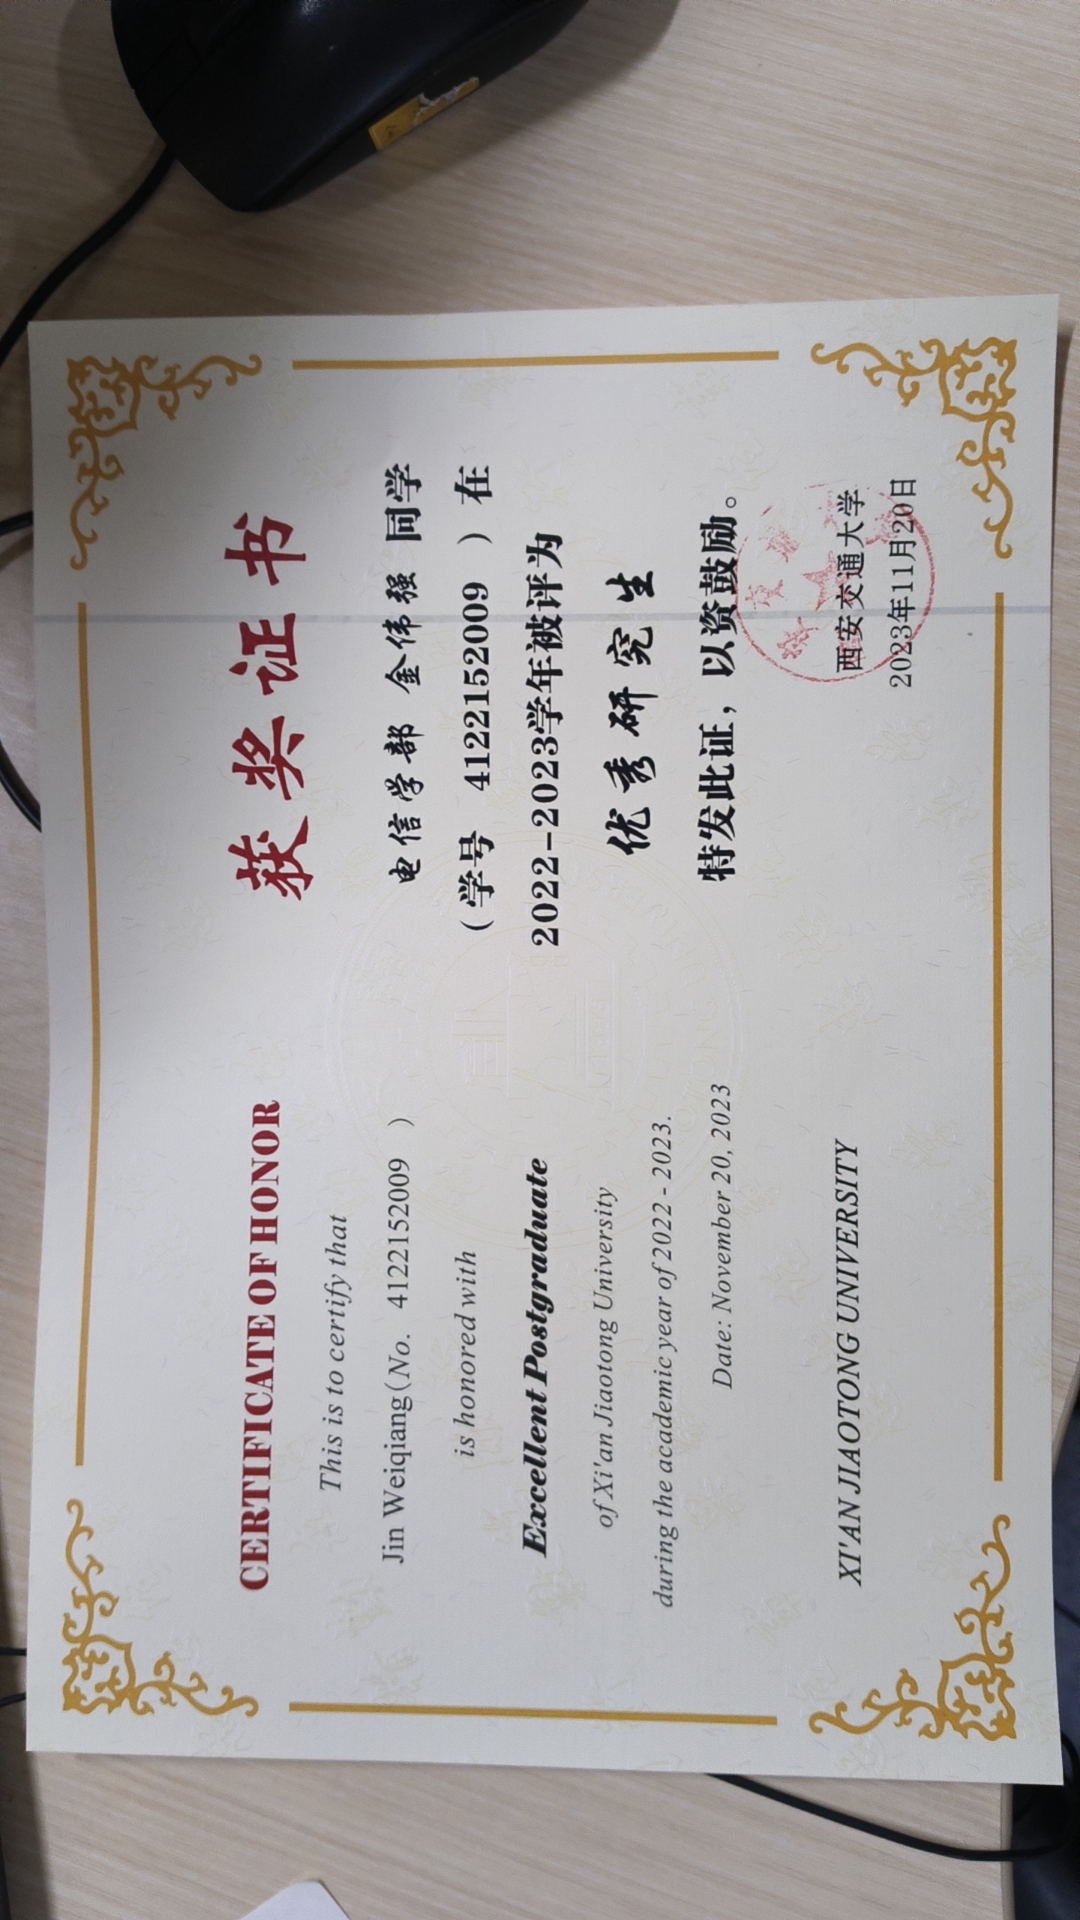 CERTIFICATE OF HONOR
This is to certify that
Jin Weiqiang(No. 4122152009 )
is honored with
Excellent Postgraduate
of Xi'an Jiaotong University
during the academic year of 2022 - 2023.
Date: November 20, 2023
XI'AN JIAOTONG UNIVERSITY
获奖证书
电信学部 金伟强 同学
(学号 4122152009 )在
2022-2023学年被评为
优秀研究生
特发此证，以资鼓励。
西安交通大学
2023年11月20日